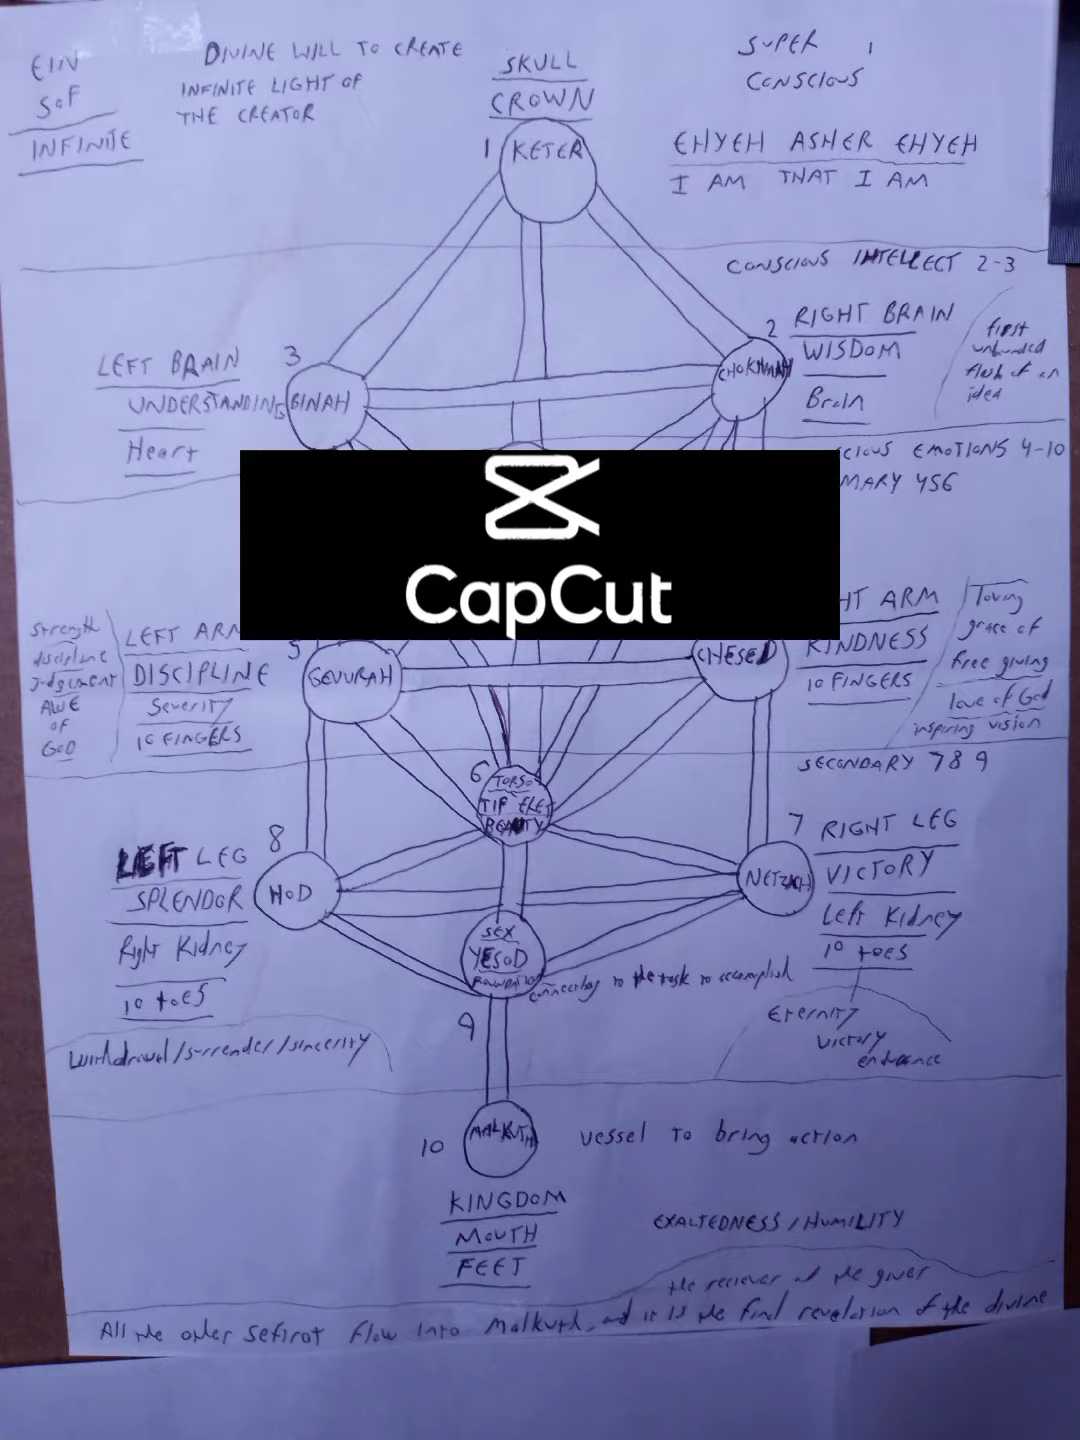 EIN
SOF
INFINITE
DIVINE WILL TO CREATE
INFINITE LIGHT OF
THE CREATOR
SKULL
CROWN
1 KETER
SUPER 1
CONSCIOUS
EHYEH ASHER EHYEH
I AM THAT I AM
CONSCIOUS INTELLECT 2-3
2 RIGHT BRAIN
WISDOM
Brain
CHOKHMAH
first
flash of an
idea
LEFT BRAIN 3
UNDERSTANDING
Heart
BINAH
EMOTIONS 4-10
456
CapCut
Strength
discipline
judgement
AWE
OF
GOD
LEFT ARM 5
DISCIPLINE
Severity
10 FINGERS
GEVURAH
CHESED
ARM
KINDNESS
10 FINGERS
loving
grace of
free giving
love of God
inspiring vision
SECONDARY 7 8 9
6 TORSO
TIF ERET
BEAUTY
8
LEFT LEG
SPLENDOR
Right Kidney
10 toes
HOD
7 RIGHT LEG
VICTORY
Left Kidney
10 toes
NETZACH
SEX
YESOD
FOUNDATION
connecting to the task to accomplish
9
Withdrawal/surrender/sincerity
Eternity
victory
endurance
10 MALKUTH
vessel to bring action
KINGDOM
MOUTH
FEET
EXALTEDNESS/HUMILITY
the reciever of the giver
All the other Sefirot flow into Malkuth, and it is the final revelation of the divine